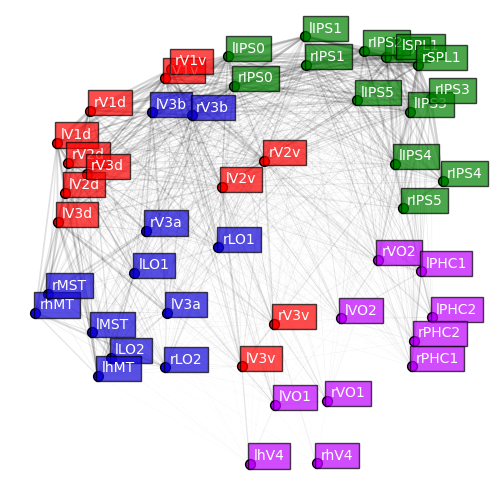 lIPS1
rIPS2
lSPL1
lIPS0
rIPS1
rSPL1
rV1v
rIPS0
rIPS3
lIPS5
lIPS3
rV1d
lV3b
rV3b
lV1d
rV2d
rV3d
rV2v
lIPS4
lV2d
lV2v
rIPS4
rIPS5
lV3d
rV3a
rLO1
rVO2
lPHC1
lLO1
rMST
rhMT
lV3a
lVO2
lPHC2
lMST
rV3v
rPHC2
lLO2
rLO2
lV3v
rPHC1
lhMT
lVO1
rVO1
lhV4
rhV4